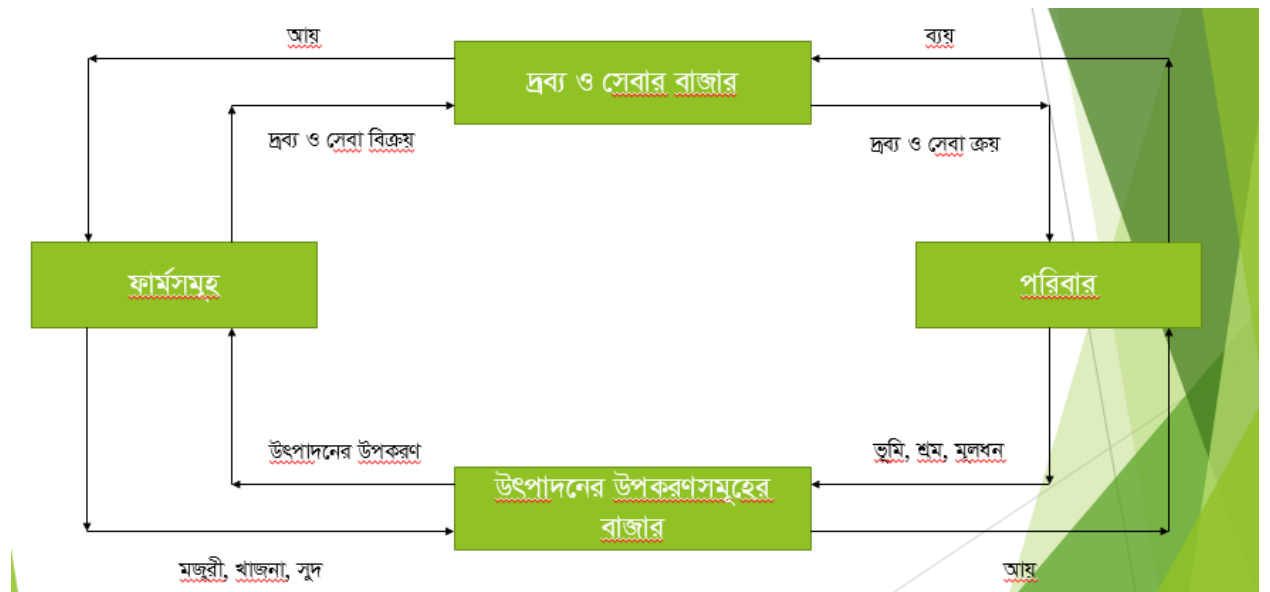 আয়
ব্যয়
দ্রব্য ও সেবার বাজার
দ্রব্য ও সেবা বিক্রয়
দ্রব্য ও সেবা ক্রয়
ফার্মসমুহ
পরিবার
উৎপাদনের উপকরণ
ভূমি, শ্রম, মূলধন
উৎপাদনের উপকরণসমূহের
বাজার
মজুরী, খাজনা, সুদ
আয়